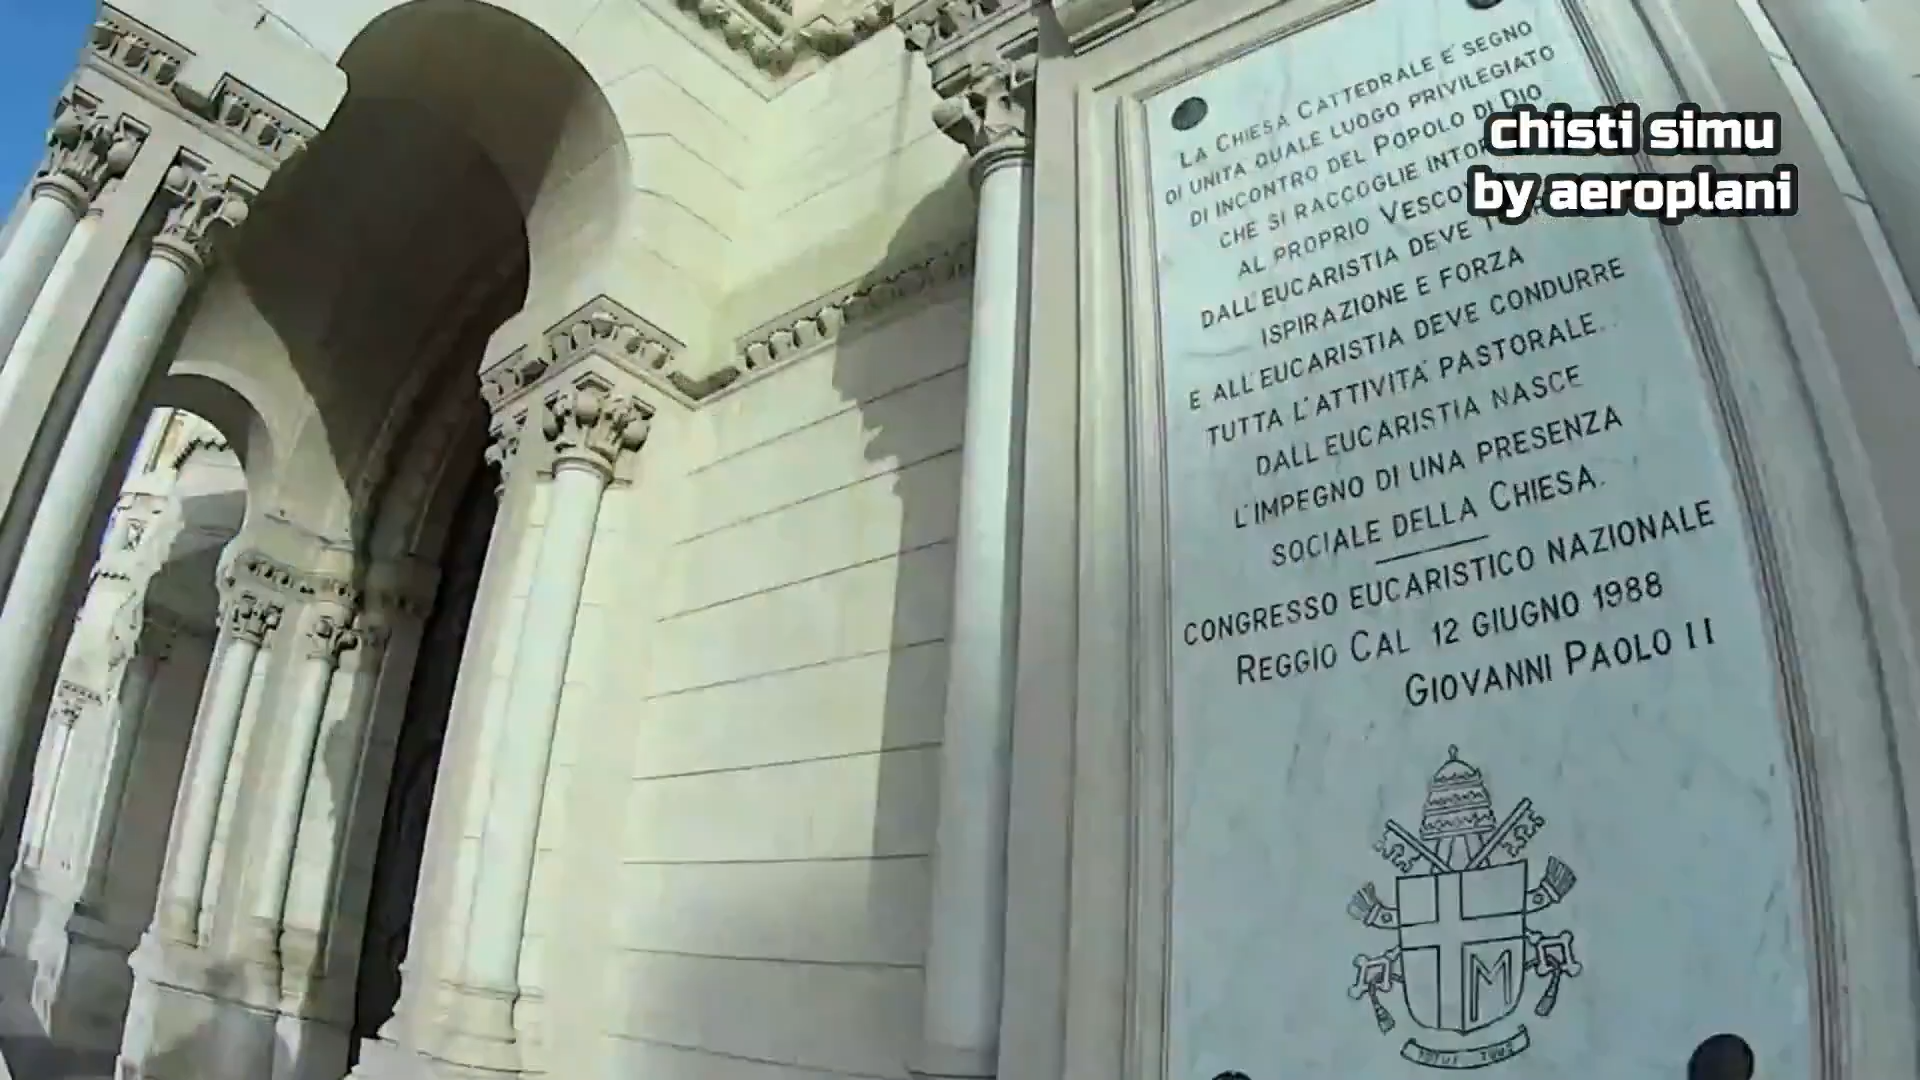 LA CHIESA CATTEDRALE E' SEGNO
DI UNITA QUALE LUOGO PRIVILEGIATO
DI INCONTRO DEL POPOLO DI DIO
CHE SI RACCOGLIE
AL PROPRIO
DALL'EUCARISTIA DEVE
ISPIRAZIONE E FORZA
E ALL'EUCARISTIA DEVE CONDURRE
TUTTA L'ATTIVITA' PASTORALE..
DALL'EUCARISTIA NASCE
L'IMPEGNO DI UNA PRESENZA
SOCIALE DELLA CHIESA.
CONGRESSO EUCARISTICO NAZIONALE
REGGIO CAL 12 GIUGNO 1988
GIOVANNI PAOLO II
M
chisti simu
by aeroplani